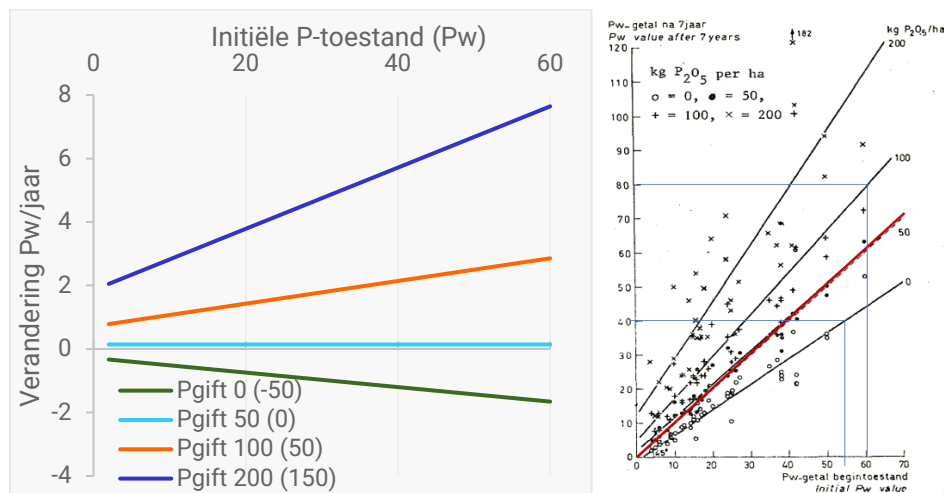 Initiële P-toestand (Pw)
0 20 40 60
8
6
4
2
0
-2
-4
Verandering Pw/jaar
Pgift 0 (-50)
Pgift 50 (0)
Pgift 100 (50)
Pgift 200 (150)
Pw-getal na 7jaar
Pw value after 7 years
182
kg P2O5/ha
200
120
110
100
90
80
70
60
50
40
30
20
10
0
kg P2O5 per ha
o = 0, ● = 50,
+ = 100, × = 200
100
50
0
45°
0 10 20 30 40 50 60 70
Pw-getal begintoestand
Initial Pw value